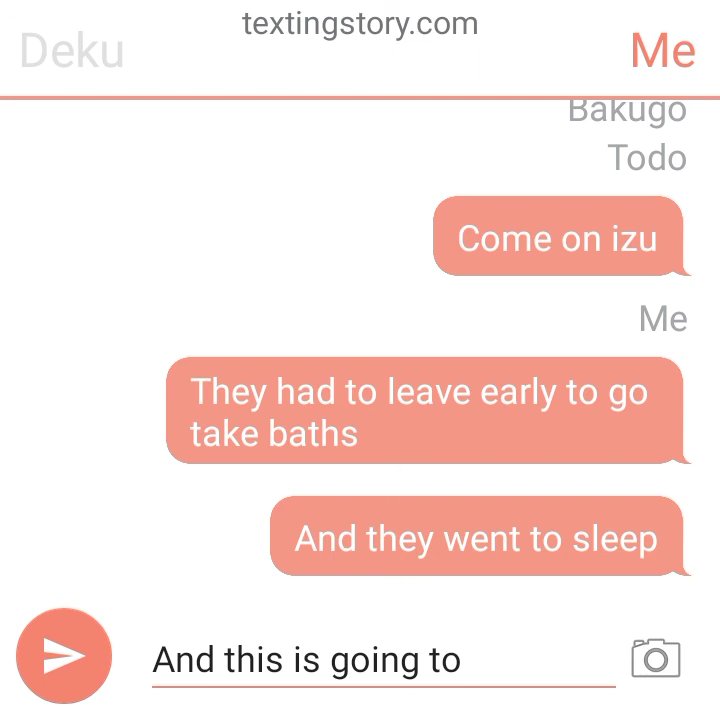 textingstory.com
Deku
Me
Bakugo
Todo
Come on izu
Me
They had to leave early to go
take baths
And they went to sleep
And this is going to